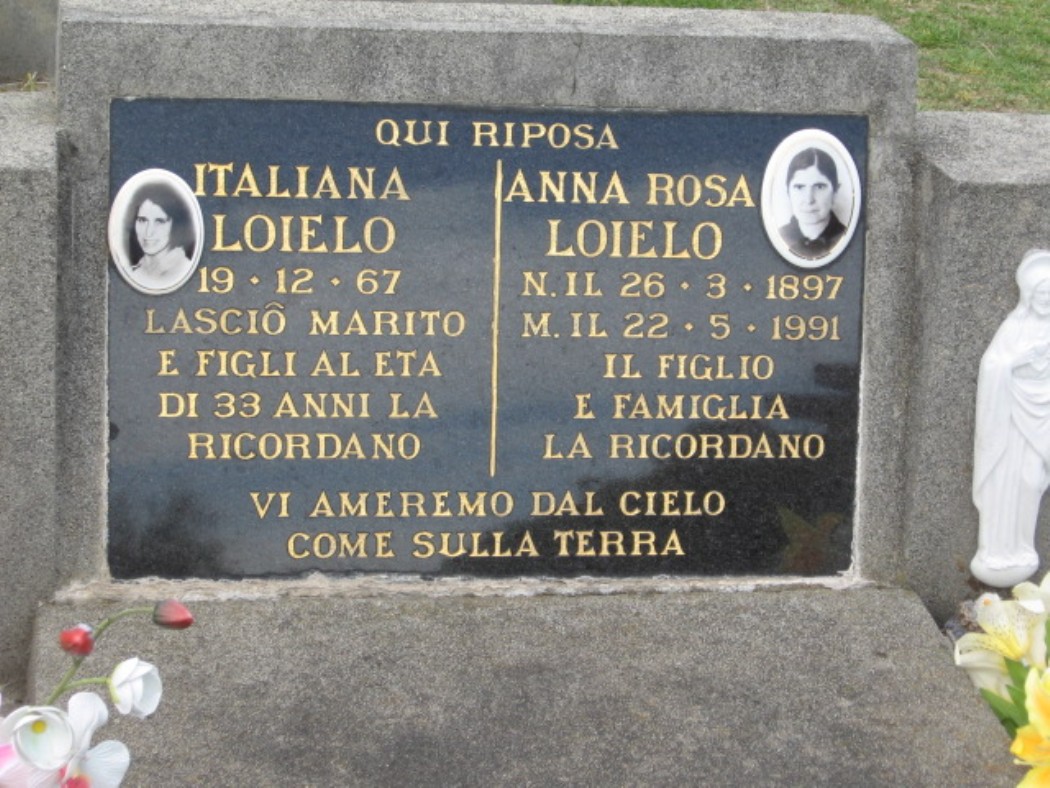 QUI RIPOSA
ITALIANA
LOIELO
19 · 12 · 67
LASCIÔ MARITO
E FIGLI AL ETA
DI 33 ANNI LA
RICORDANO
ANNA ROSA
LOIELO
N. IL 26 · 3 · 1897
M. IL 22 · 5 · 1991
IL FIGLIO
E FAMIGLIA
LA RICORDANO
VI AMEREMO DAL CIELO
COME SULLA TERRA